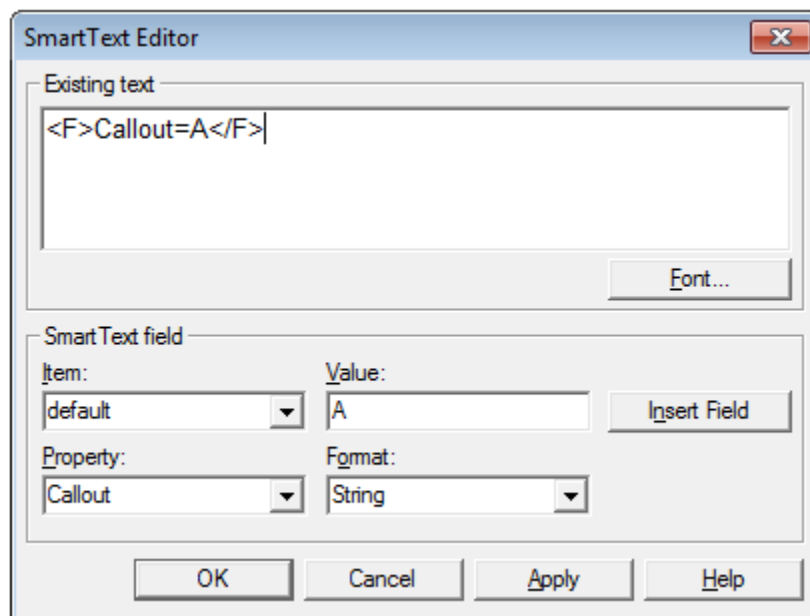 SmartText Editor
Existing text
<F>Callout=A</F>
Font...
SmartText field
Item:
Value:
default
A
Insert Field
Property:
Format:
Callout
String
OK
Cancel
Apply
Help